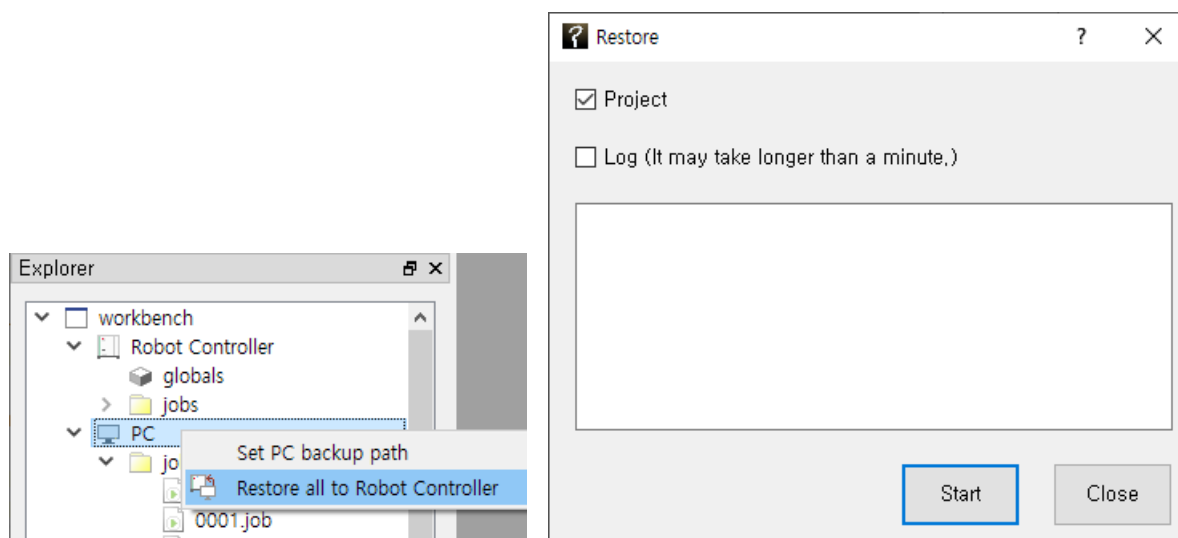 Explorer
workbench
Robot Controller
globals
jobs
PC
jo
Set PC backup path
Restore all to Robot Controller
0001.job
Restore
?
Project
Log (It may take longer than a minute,)
Start
Close